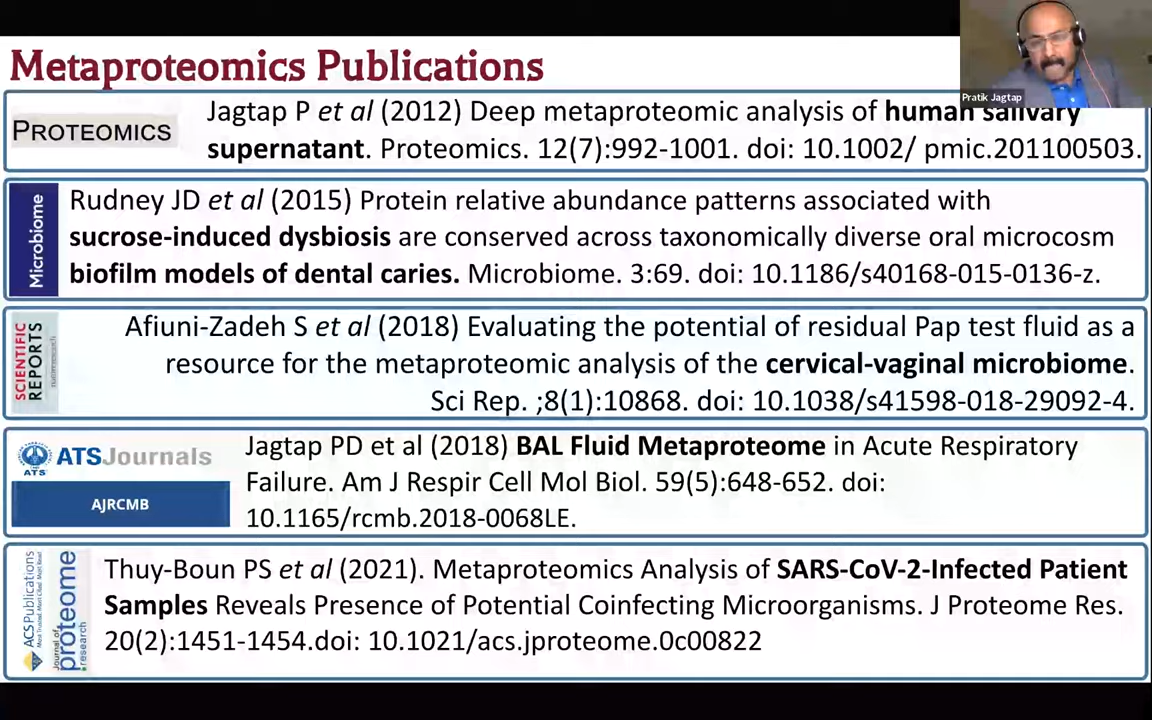 Metaproteomics Publications
Pratik Jagtap
PROTEOMICS
Jagtap P et al (2012) Deep metaproteomic analysis of human salivary
supernatant. Proteomics. 12(7):992-1001. doi: 10.1002/ pmic.201100503.
Microbiome
Rudney JD et al (2015) Protein relative abundance patterns associated with
sucrose-induced dysbiosis are conserved across taxonomically diverse oral microcosm
biofilm models of dental caries. Microbiome. 3:69. doi: 10.1186/s40168-015-0136-z.
SCIENTIFIC
REPORTS
Afiuni-Zadeh S et al (2018) Evaluating the potential of residual Pap test fluid as a
resource for the metaproteomic analysis of the cervical-vaginal microbiome.
Sci Rep. ;8(1):10868. doi: 10.1038/s41598-018-29092-4.
ATS
ATSJournals
AJRCMB
Jagtap PD et al (2018) BAL Fluid Metaproteome in Acute Respiratory
Failure. Am J Respir Cell Mol Biol. 59(5):648-652. doi:
10.1165/rcmb.2018-0068LE.
ACSPublications
Most Trusted. Most Cited. Most Read.
Journal of
proteome
research
Thuy-Boun PS et al (2021). Metaproteomics Analysis of SARS-CoV-2-Infected Patient
Samples Reveals Presence of Potential Coinfecting Microorganisms. J Proteome Res.
20(2):1451-1454.doi: 10.1021/acs.jproteome.0c00822